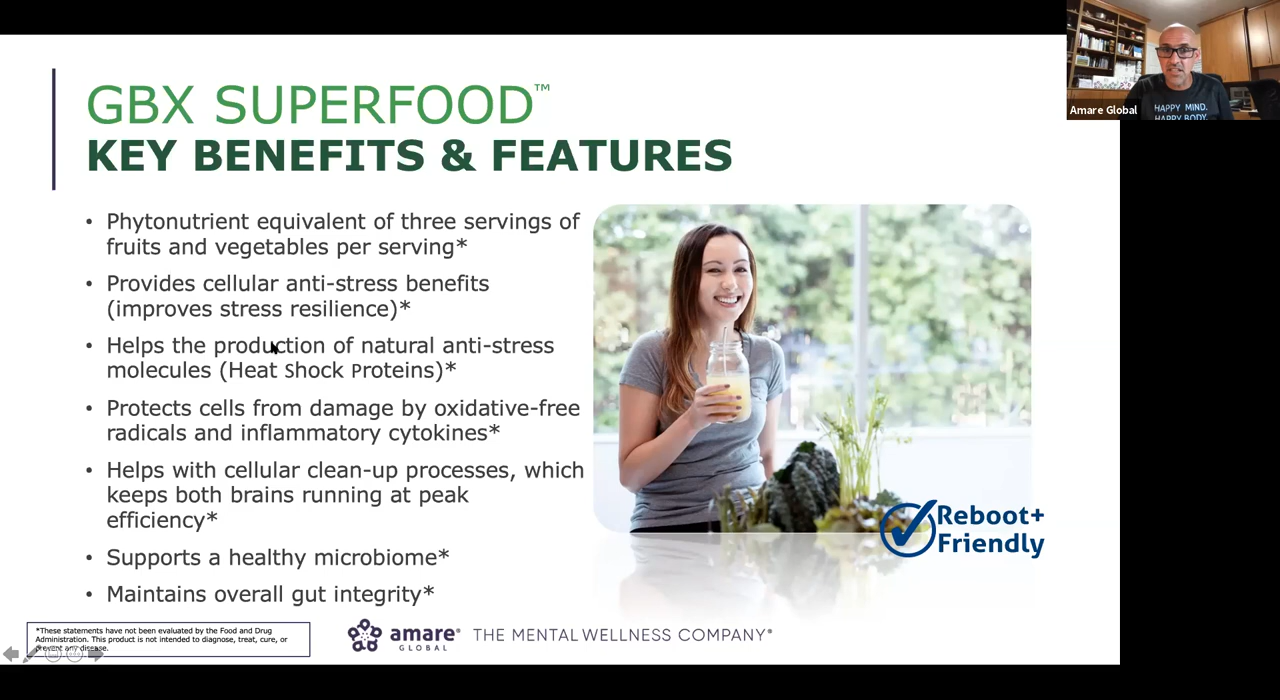 GBX SUPERFOOD™
KEY BENEFITS & FEATURES
• Phytonutrient equivalent of three servings of
fruits and vegetables per serving*
• Provides cellular anti-stress benefits
(improves stress resilience)*
• Helps the production of natural anti-stress
molecules (Heat Shock Proteins)*
• Protects cells from damage by oxidative-free
radicals and inflammatory cytokines*
• Helps with cellular clean-up processes, which
keeps both brains running at peak
efficiency*
• Supports a healthy microbiome*
• Maintains overall gut integrity*
Reboot+
Friendly
*These statements have not been evaluated by the Food and Drug
Administration. This product is not intended to diagnose, treat, cure, or
prevent any disease.
amare®
GLOBAL
THE MENTAL WELLNESS COMPANY®
Amare Global
HAPPY MIND.
HAPPY BODY.